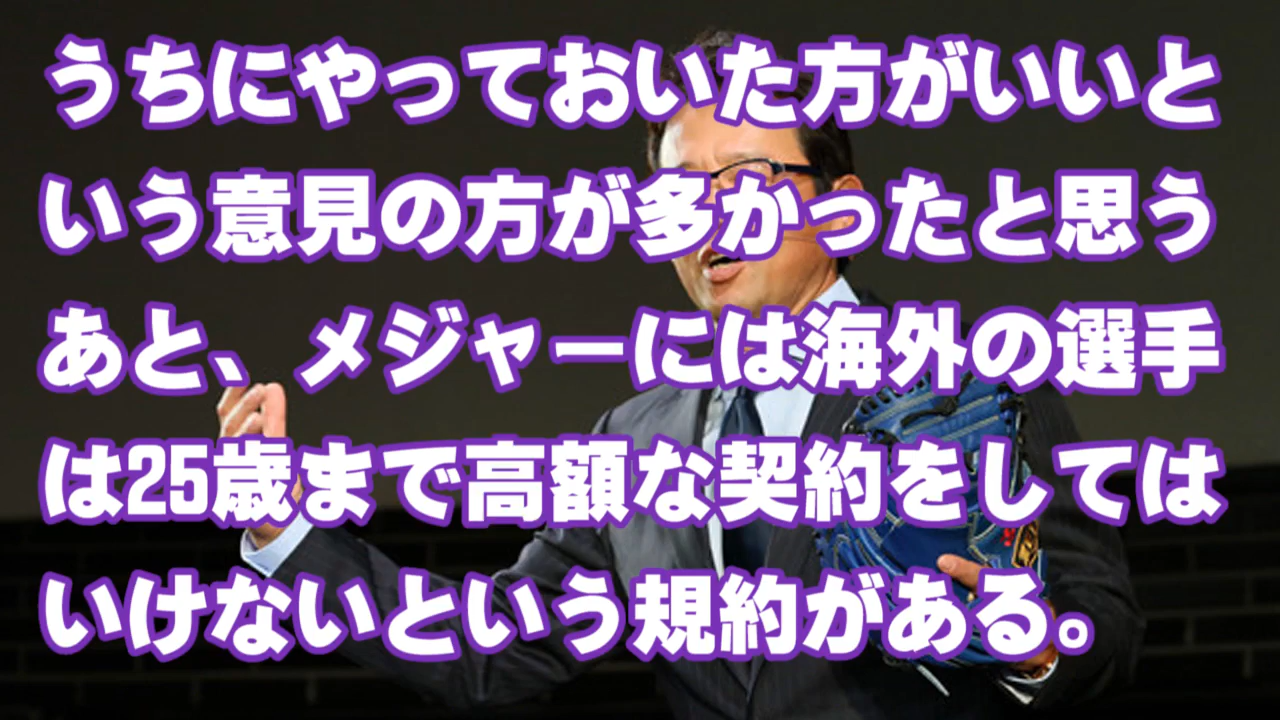 うちにやっておいた方がいいと
いう意見の方が多かったと思う
あと、メジャーには海外の選手
は25歳まで高額な契約をしては
いけないという規約がある。